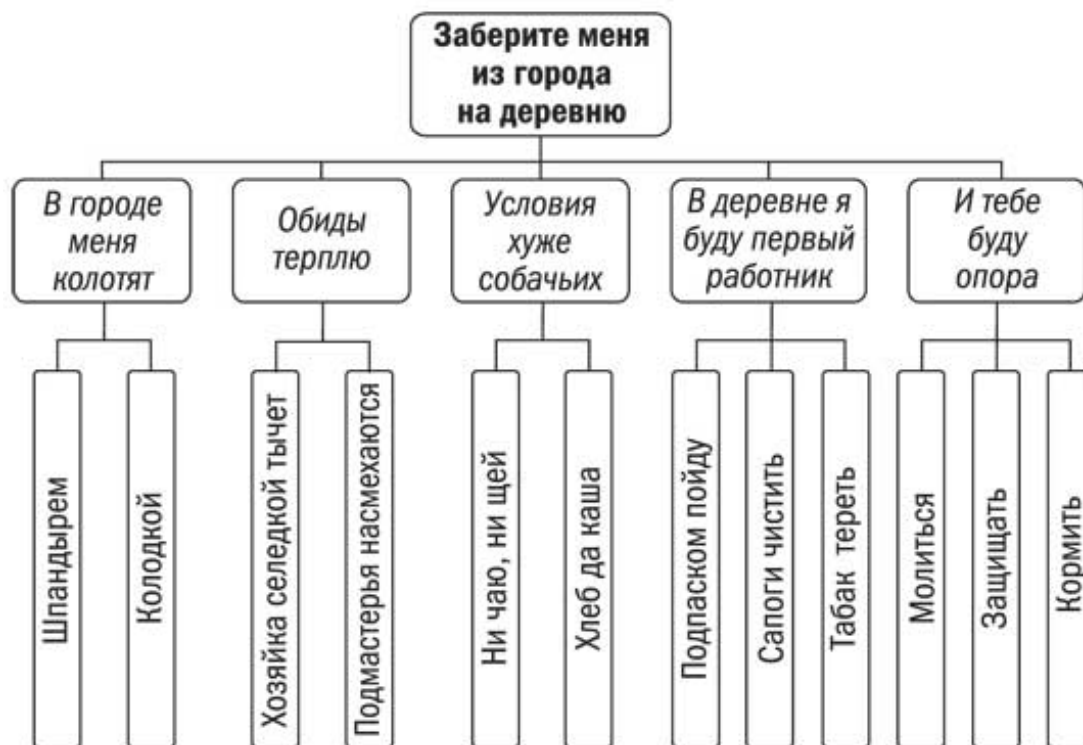 Заберите меня
из города
на деревню
В городе
меня
колотят
Обиды
терплю
Условия
хуже
собачьих
В деревне я
буду первый
работник
И тебе
буду
опора
Шпандырем
Колодкой
Хозяйка селедкой тычет
Подмастерья насмехаются
Ни чаю, ни щей
Хлеб да каша
Подпаском пойду
Сапоги чистить
Табак тереть
Молиться
Защищать
Кормить